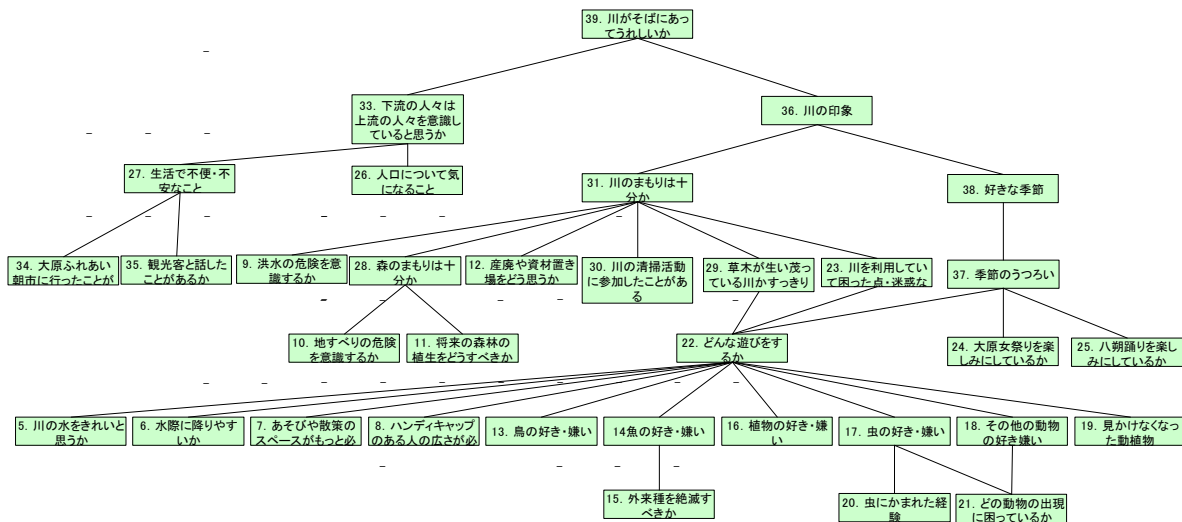 39. 川がそばにあっ
てうれしいか
33. 下流の人々は
上流の人々を意識し
ていると思うか
36. 川の印象
27. 生活で不便・不
安なこと
26. 人口について気
になること
31. 川のまもりは十
分か
38. 好きな季節
34. 大原ふれあい
朝市に行ったことが
35. 観光客と話した
ことがあるか
9. 洪水の危険を意
識するか
28. 森のまもりは十
分か
12. 産廃や資材置き
場をどう思うか
30. 川の清掃活動
に参加したことがあ
る
29. 草木が生い茂っ
ている川かすっきり
23. 川を利用してい
て困った点・迷惑な
37. 季節のうつろい
10. 地すべりの危険
を意識するか
11. 将来の森林の
植生をどうすべきか
22. どんな遊びをす
るか
24. 大原女祭りを楽
しみにしているか
25. 八朔踊りを楽し
みにしているか
5. 川の水をきれいと
思うか
6. 水際に降りやす
いか
7. あそびや散策の
スペースがもっと必
8. ハンディキャップ
のある人の広さが必
13. 鳥の好き・嫌い
14魚の好き・嫌い
16. 植物の好き・嫌
い
17. 虫の好き・嫌い
18. その他の動物
の好き嫌い
19. 見かけなくなっ
た動植物
15. 外来種を絶滅す
べきか
20. 虫にかまれた経
験
21. どの動物の出現
に困っているか